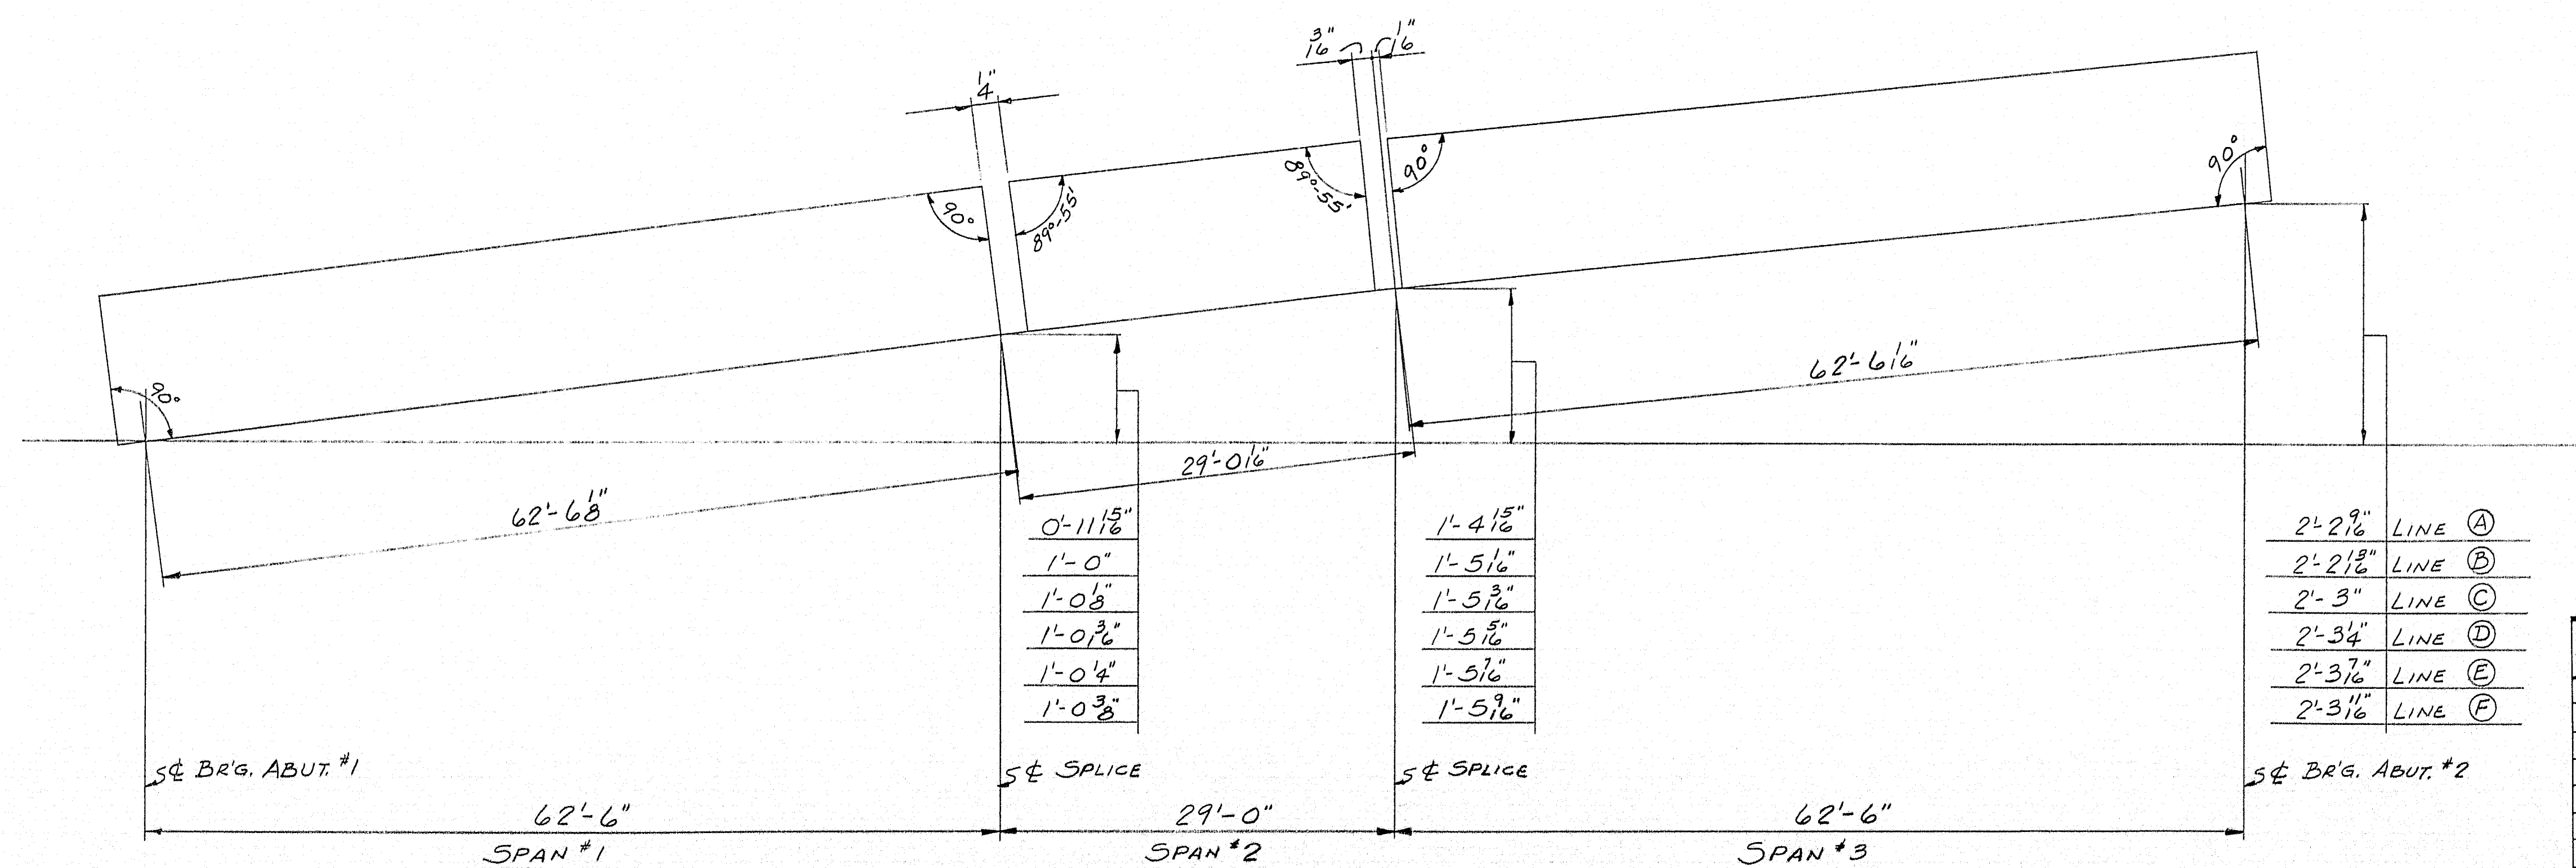 3/16" 1/16"
1/4"
90° 89°-55' 89°-55' 90° 90°
90°
62'-6 1/8"
29'-0 1/16"
62'-6 1/16"
0'-11 15/16" 1'-4 15/16" 2'-2 9/16" LINE A
1'-0" 1'-5 1/16" 2'-2 13/16" LINE B
1'-0 1/8" 1'-5 3/16" 2'-3" LINE C
1'-0 3/16" 1'-5 5/16" 2'-3 1/4" LINE D
1'-0 1/4" 1'-5 7/16" 2'-3 7/16" LINE E
1'-0 3/8" 1'-5 9/16" 2'-3 11/16" LINE F
℄ BR'G. ABUT. #1 ℄ SPLICE ℄ SPLICE ℄ BR'G. ABUT. #2
62'-6" 29'-0" 62'-6"
SPAN #1 SPAN #2 SPAN #3